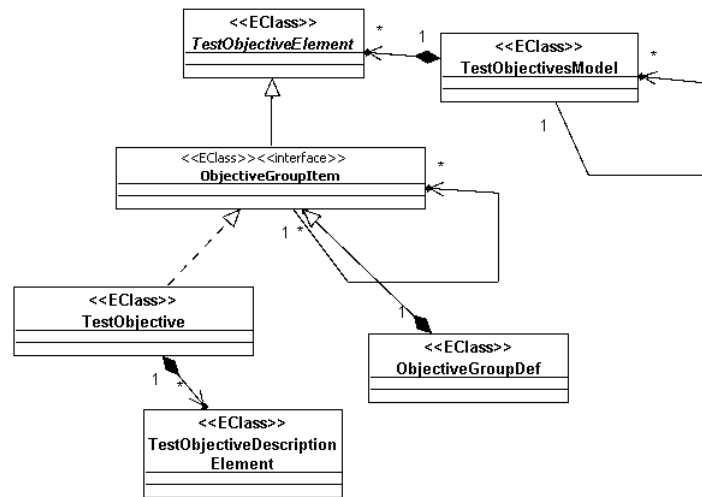 <<EClass>>
TestObjectiveElement
*
1
<<EClass>>
TestObjectivesModel
*
1
<<EClass>><<interface>>
ObjectiveGroupItem
*
1
*
<<EClass>>
TestObjective
1
*
1
<<EClass>>
ObjectiveGroupDef
<<EClass>>
TestObjectiveDescription
Element